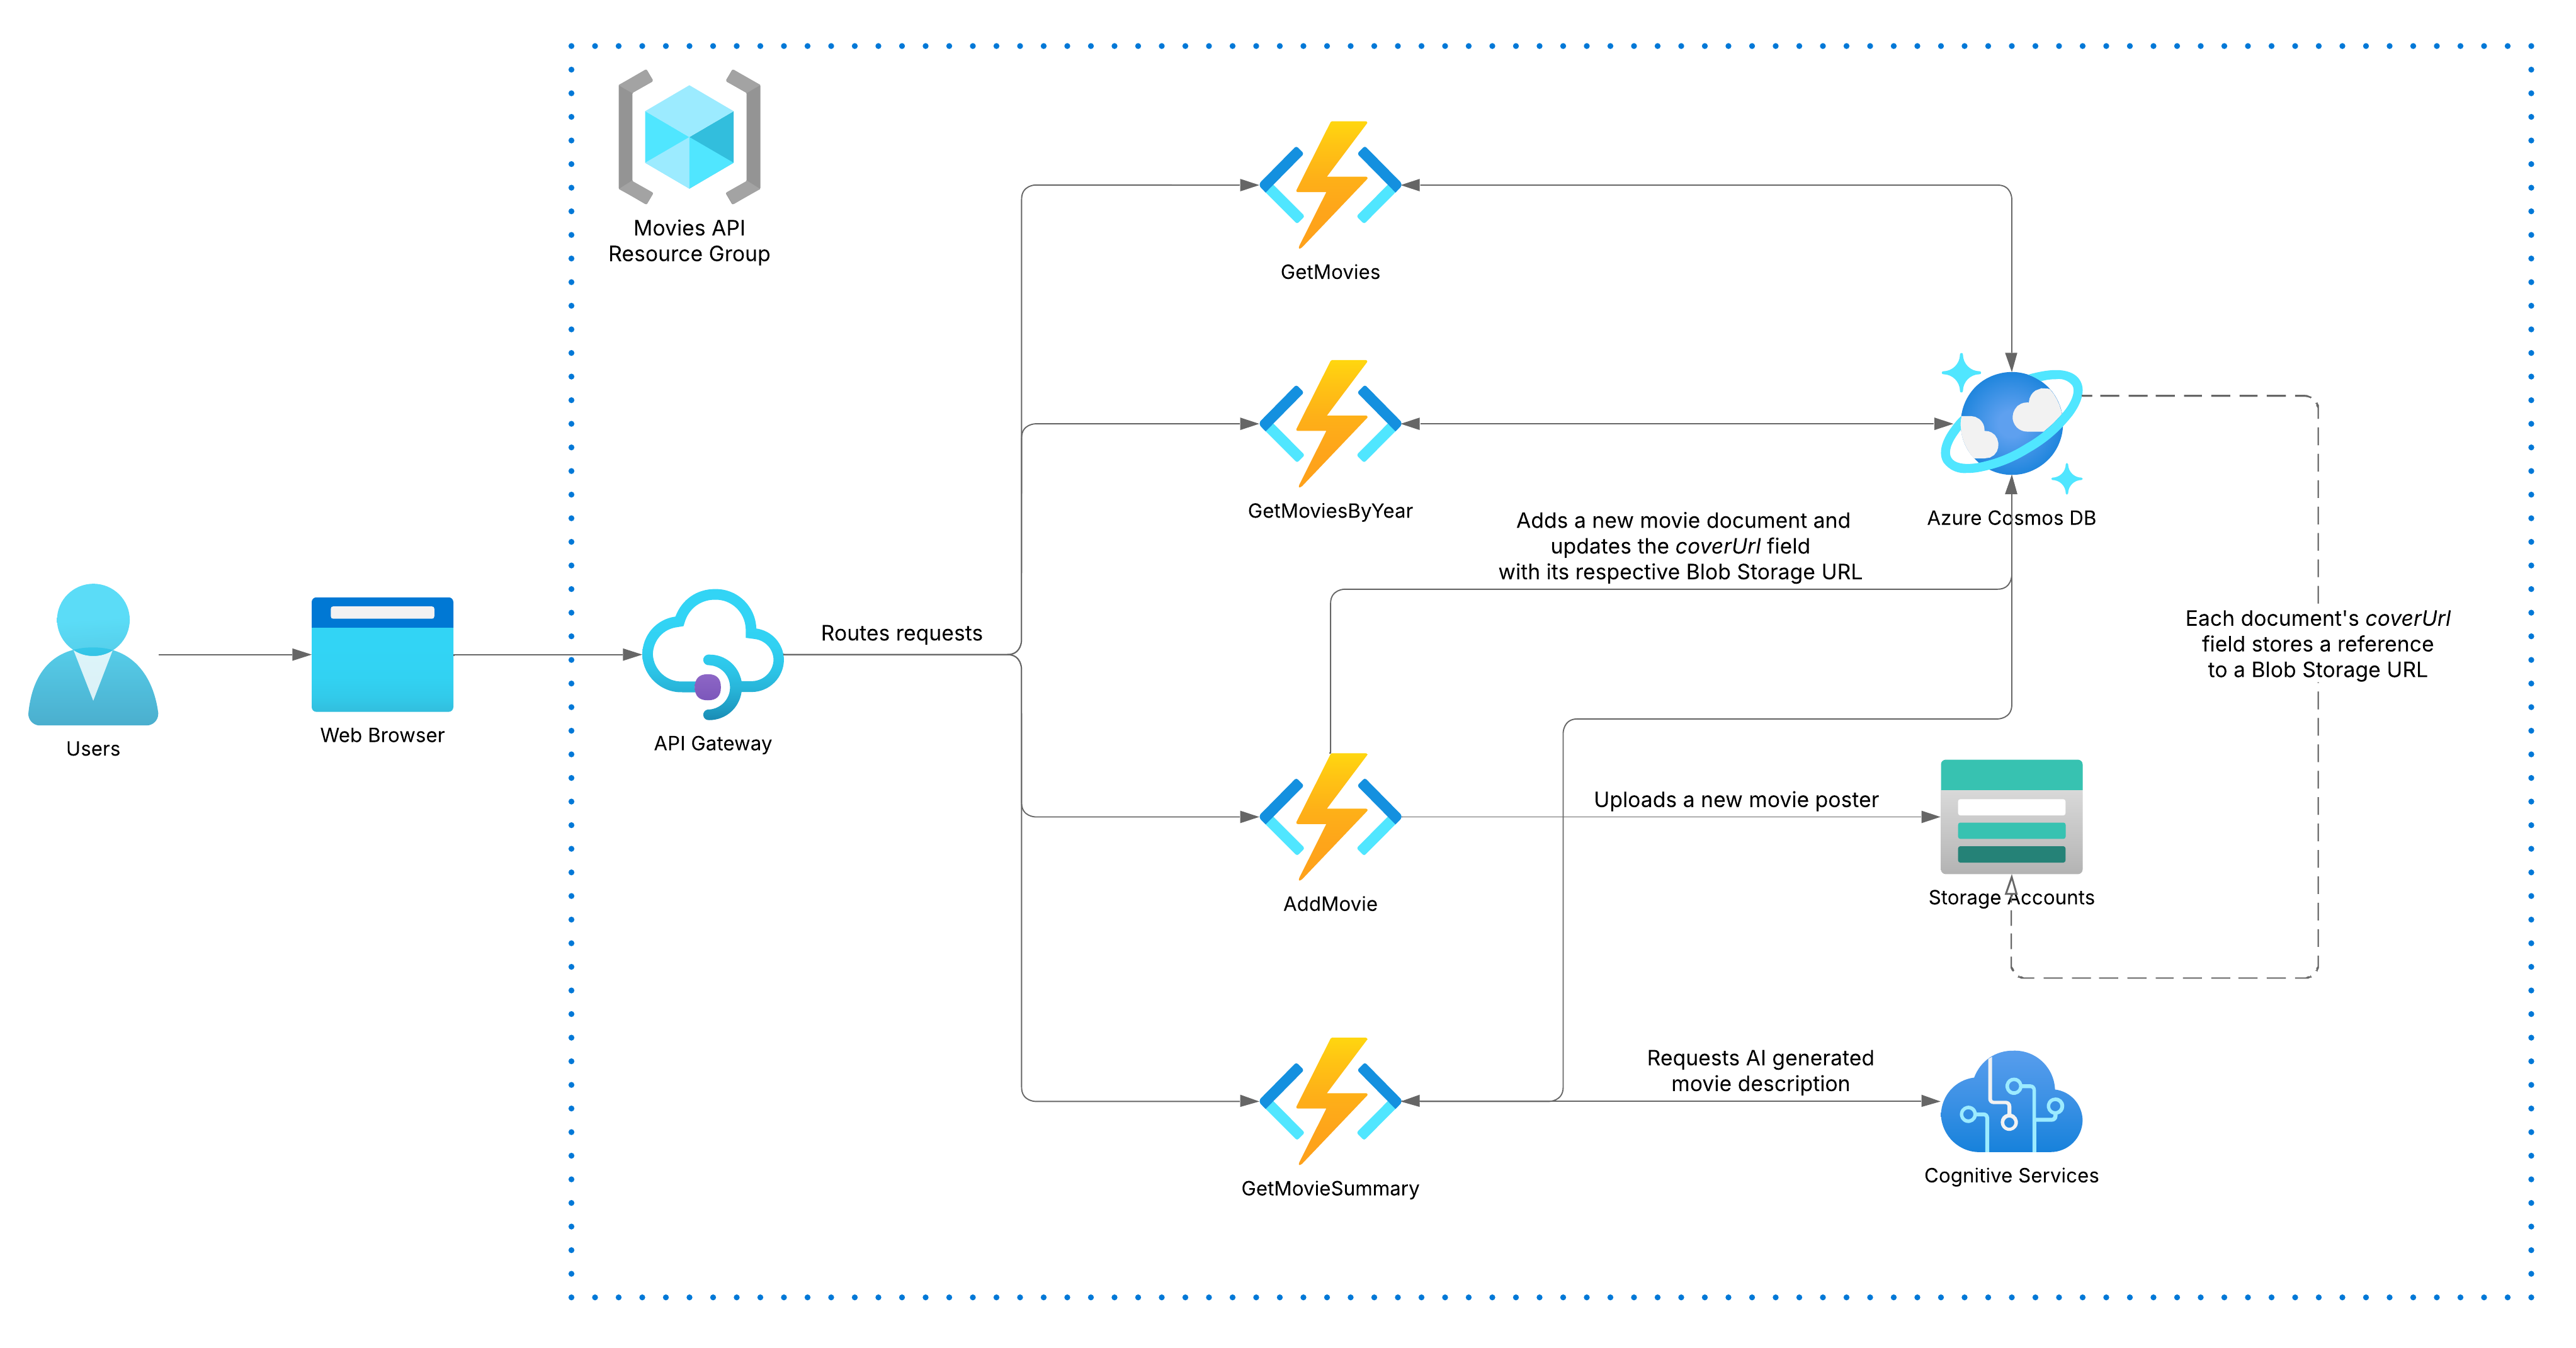 Movies API
Resource Group
GetMovies
GetMoviesByYear
Azure Cosmos DB
Adds a new movie document and
updates the coverUrl field
with its respective Blob Storage URL
Each document's coverUrl
field stores a reference
to a Blob Storage URL
Users
Web Browser
API Gateway
Routes requests
Uploads a new movie poster
AddMovie
Storage Accounts
Requests AI generated
movie description
GetMovieSummary
Cognitive Services